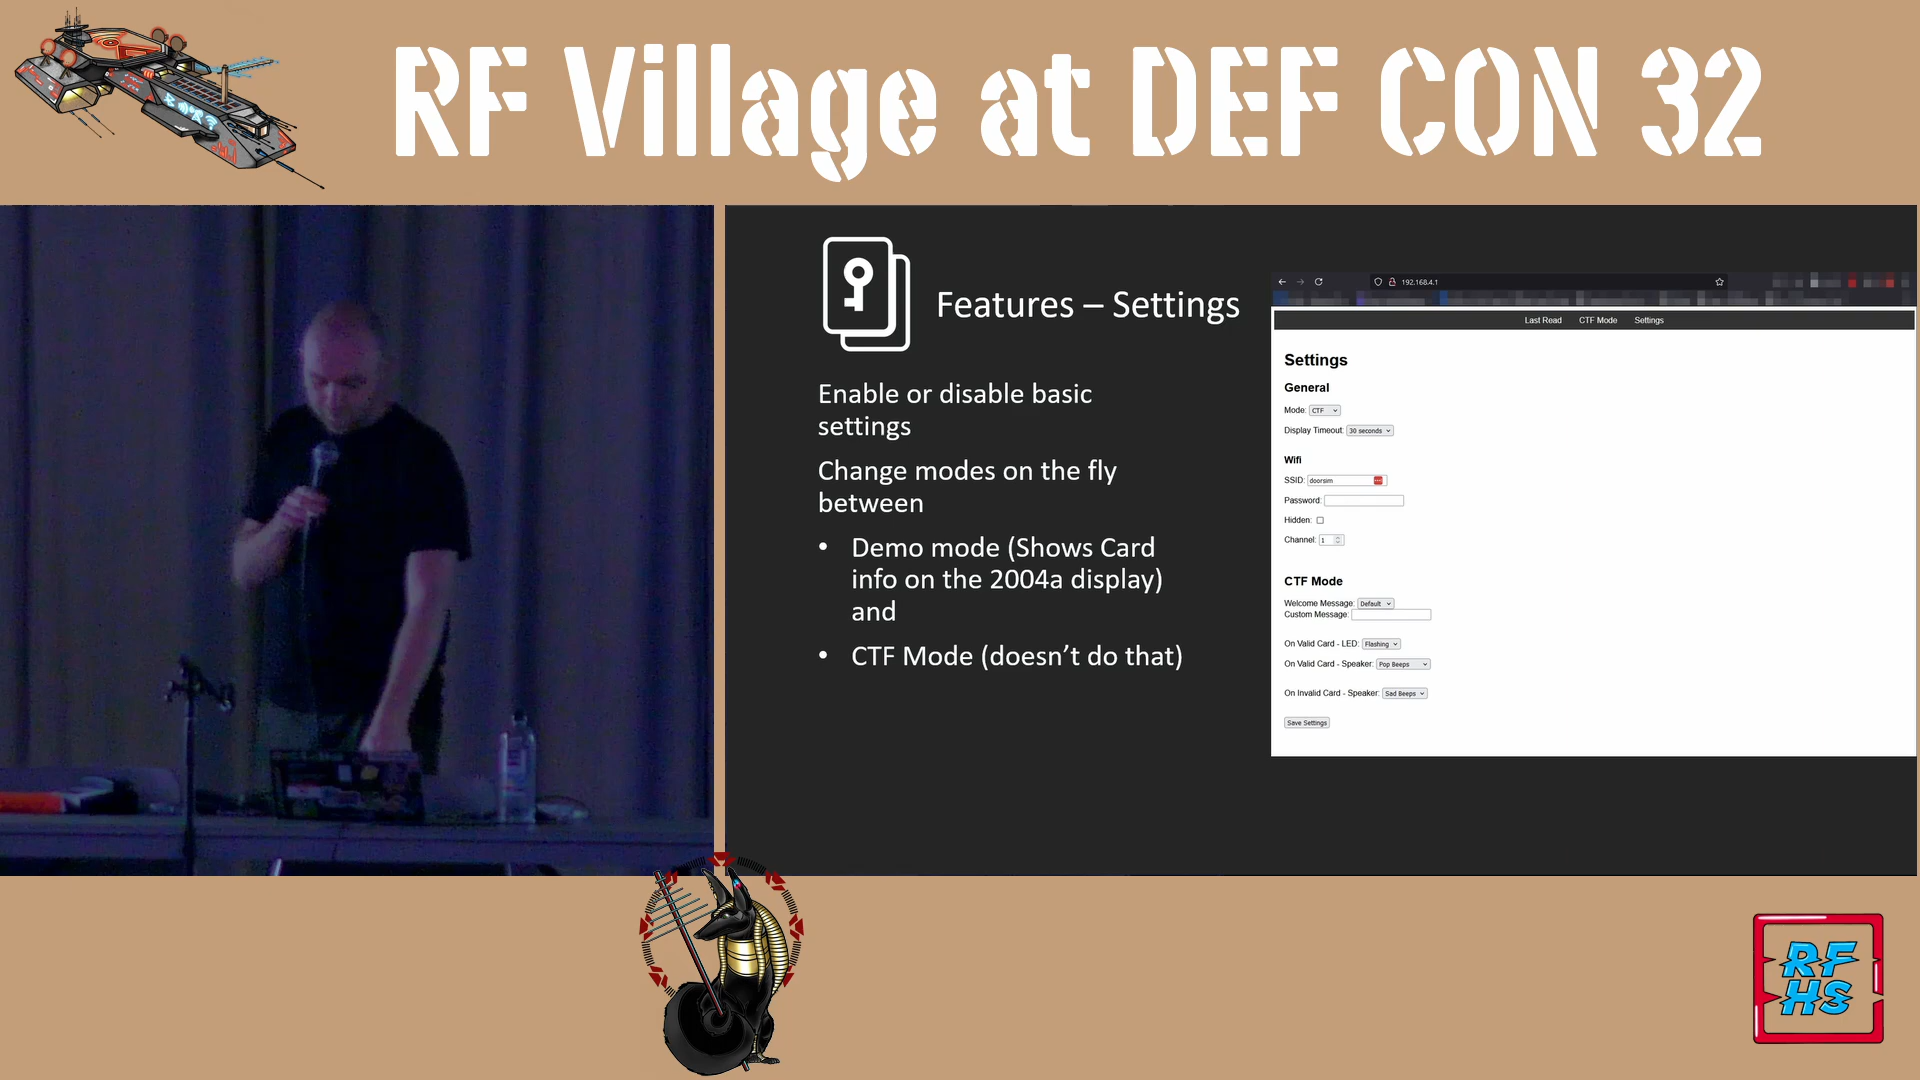 RF Village at DEF CON 32
Features – Settings
Enable or disable basic
settings
Change modes on the fly
between
• Demo mode (Shows Card
info on the 2004a display)
and
• CTF Mode (doesn't do that)
192.168.4.1
Last Read CTF Mode Settings
Settings
General
Mode: CTF
Display Timeout: 30 seconds
Wifi
SSID: doorsim
Password:
Hidden:
Channel: 1
CTF Mode
Welcome Message: Default
Custom Message:
On Valid Card - LED: Flashing
On Valid Card - Speaker: Pop Beeps
On Invalid Card - Speaker: Sad Beeps
Save Settings
RF
HS